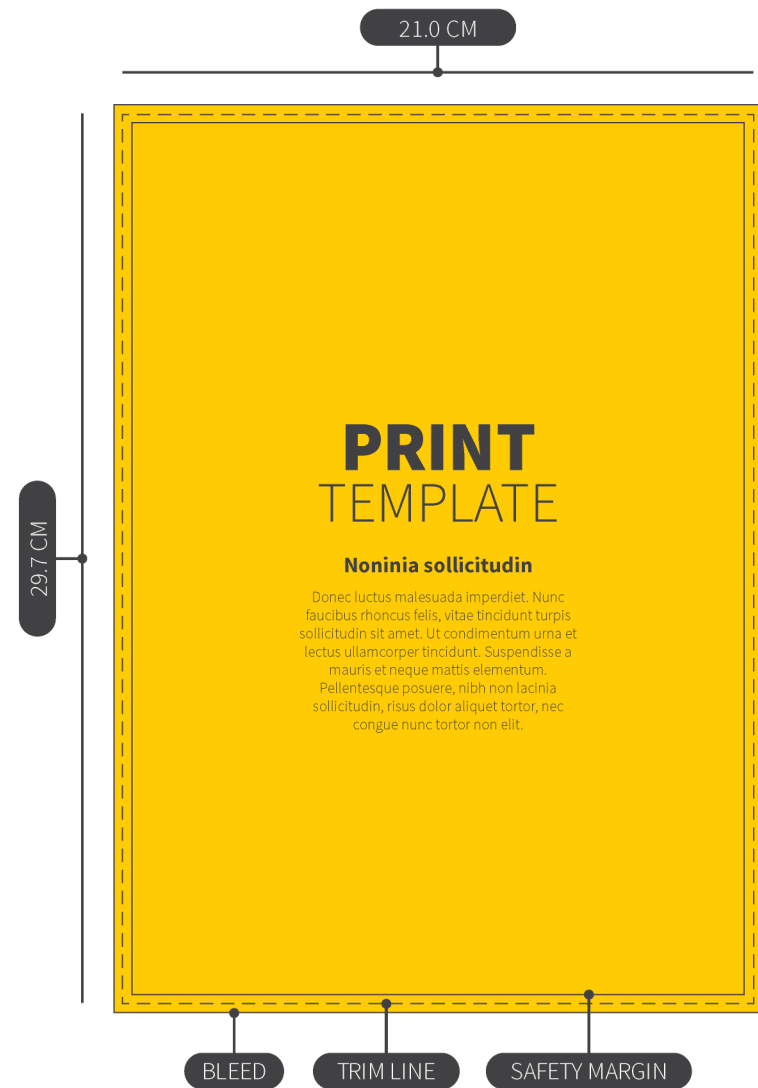 21.0 CM
29.7 CM
PRINT
TEMPLATE
Noninia sollicitudin
Donec luctus malesuada imperdiet. Nunc
faucibus rhoncus felis, vitae tincidunt turpis
sollicitudin sit amet. Ut condimentum urna et
lectus ullamcorper tincidunt. Suspendisse a
mauris et neque mattis elementum.
Pellentesque posuere, nibh non lacinia
sollicitudin, risus dolor aliquet tortor, nec
congue nunc tortor non elit.
BLEED
TRIM LINE
SAFETY MARGIN